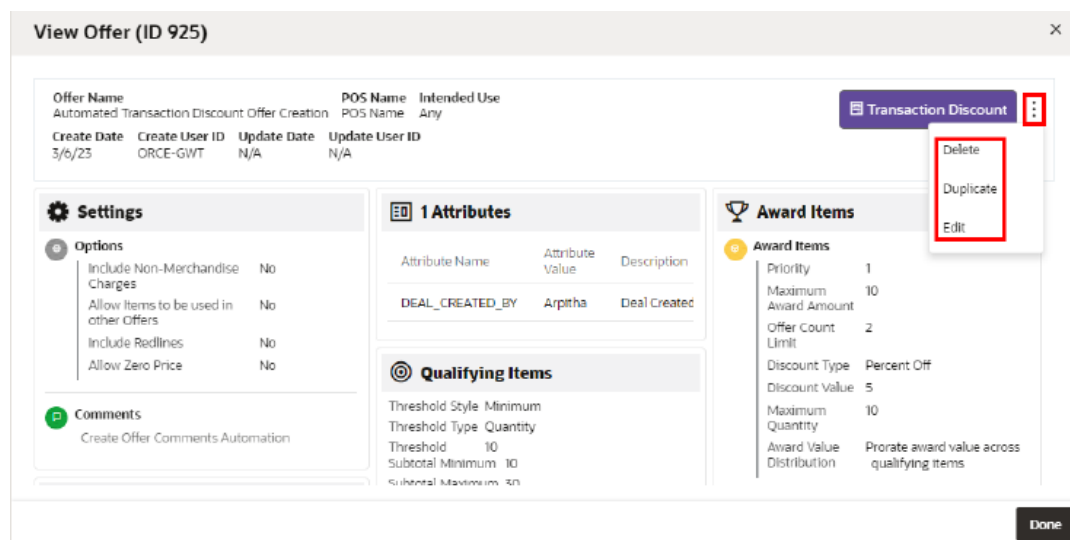 View Offer (ID 925)
×
Offer Name POS Name Intended Use
Automated Transaction Discount Offer Creation POS Name Any
Create Date Create User ID Update Date Update User ID
3/6/23 ORCE-GWT N/A N/A
Transaction Discount
Delete
Duplicate
Edit
Settings
Options
Include Non-Merchandise No
Charges
Allow Items to be used in No
other Offers
Include Redlines No
Allow Zero Price No
Comments
Create Offer Comments Automation
1 Attributes
Attribute Name Attribute Value Description
DEAL_CREATED_BY Arpitha Deal Created
Qualifying Items
Threshold Style Minimum
Threshold Type Quantity
Threshold 10
Subtotal Minimum 10
Subtotal Maximum 30
Award Items
Award Items
Priority 1
Maximum 10
Award Amount
Offer Count 2
Limit
Discount Type Percent Off
Discount Value 5
Maximum 10
Quantity
Award Value Prorate award value across
Distribution qualifying items
Done